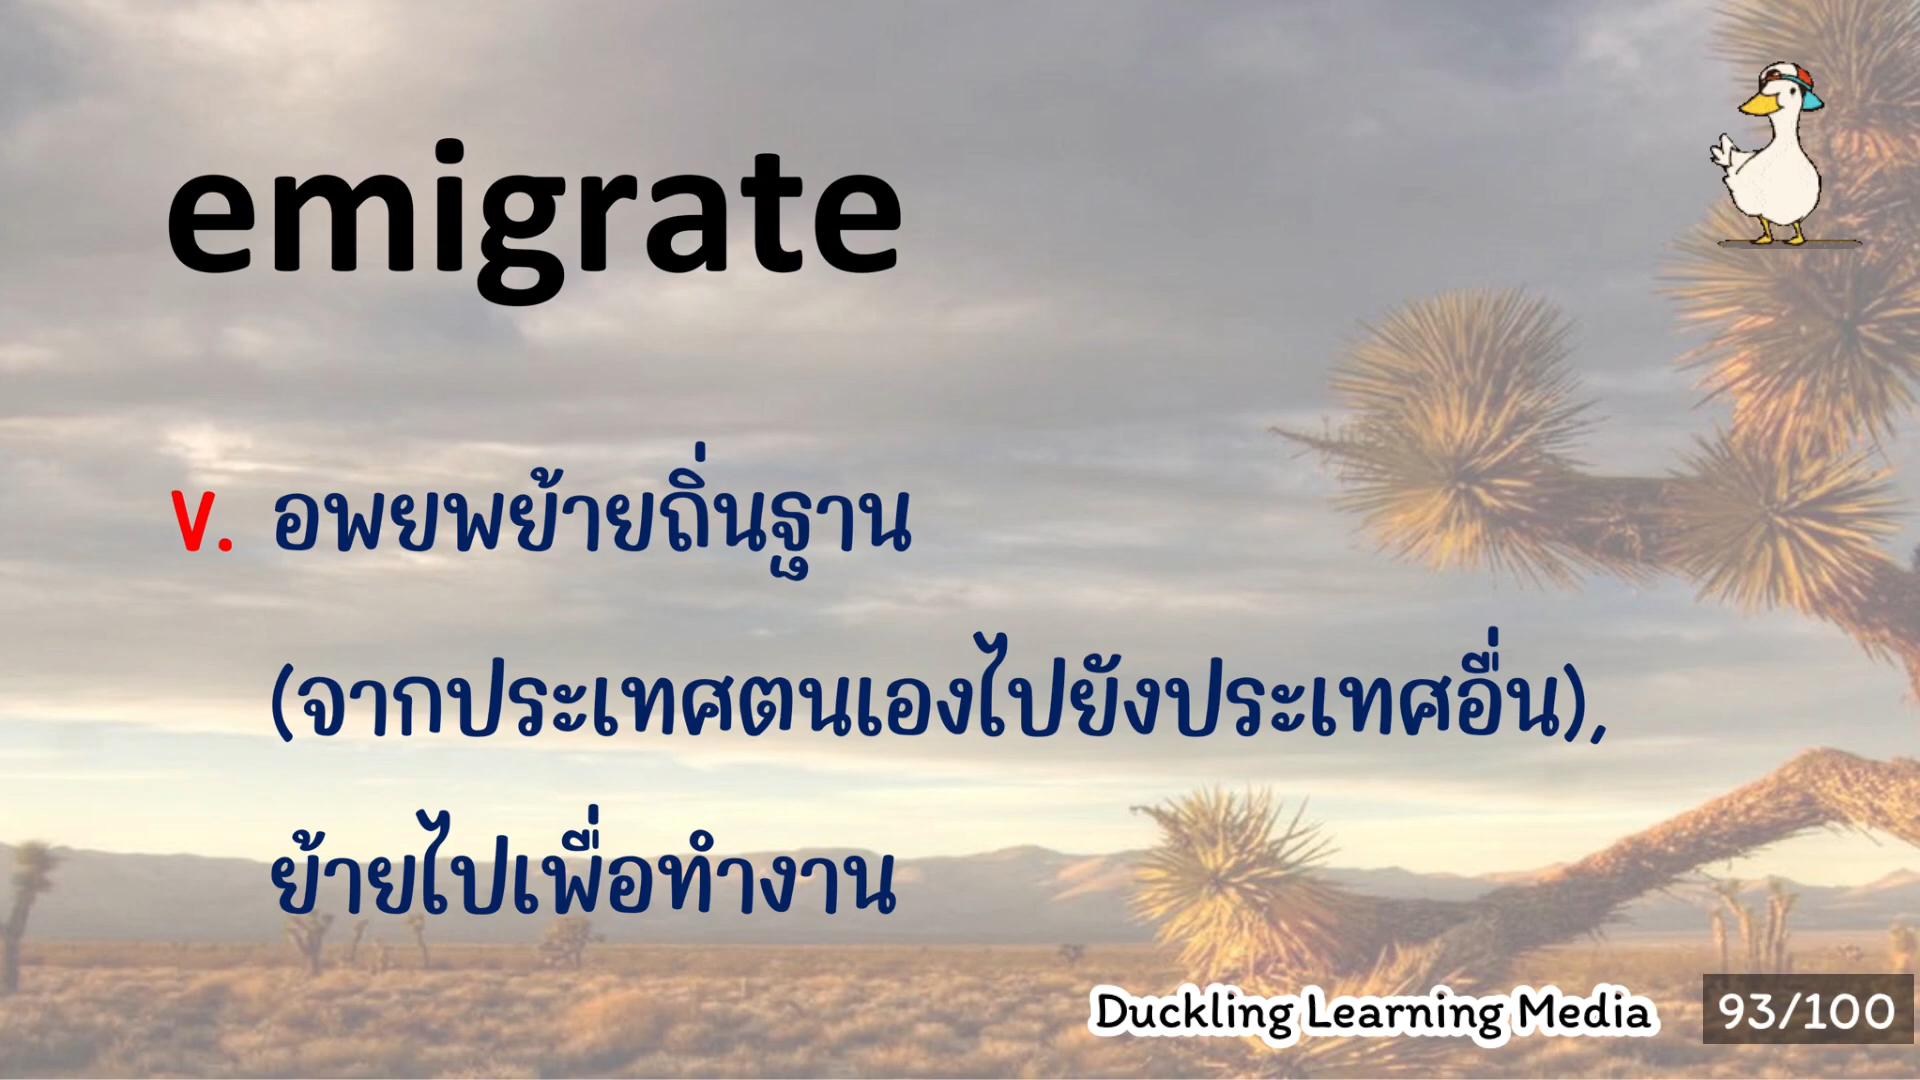 emigrate
v. อพยพย้ายถิ่นฐาน
(จากประเทศตนเองไปยังประเทศอื่น),
ย้ายไปเพื่อทำงาน
Duckling Learning Media
93/100